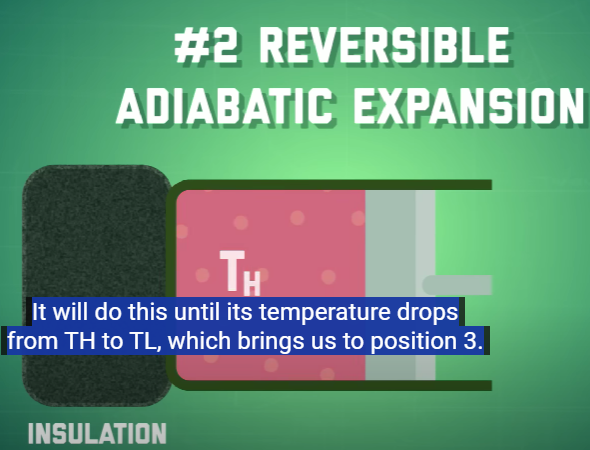 #2 REVERSIBLE
ADIABATIC EXPANSION
TH
It will do this until its temperature drops
from TH to TL, which brings us to position 3.
INSULATION